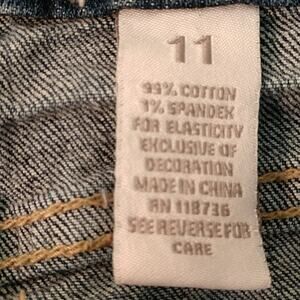 11
99% COTTON
1% SPANDEX
FOR ELASTICITY
EXCLUSIVE OF
DECORATION
MADE IN CHINA
RN 118736
SEE REVERSE FOR
CARE